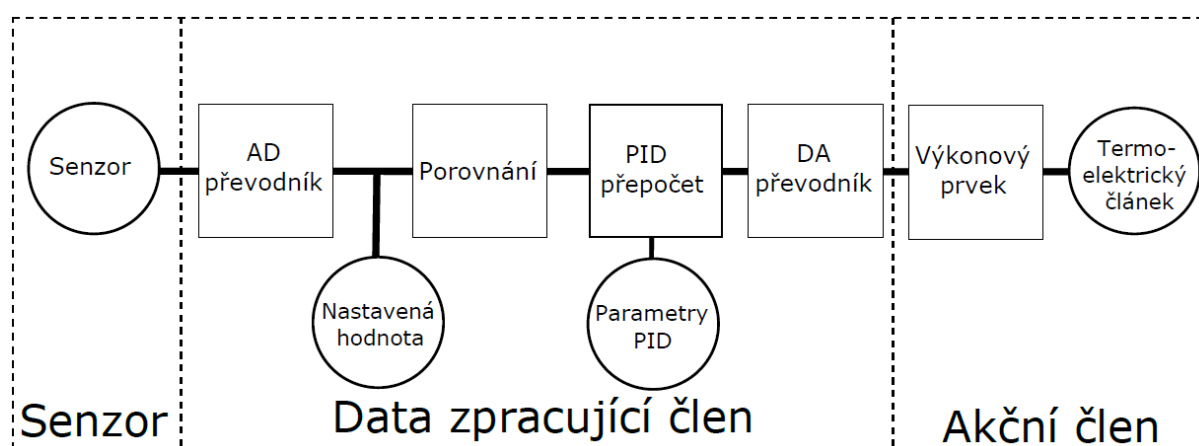 Senzor
AD
převodník
Porovnání
PID
přepočet
DA
převodník
Výkonový
prvek
Termo-
elektrický
článek
Nastavená
hodnota
Parametry
PID
Senzor
Data zpracující člen
Akční člen